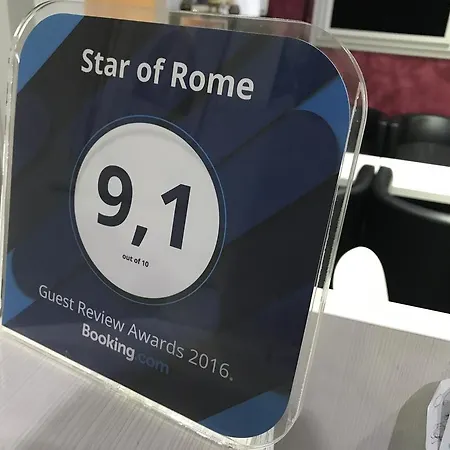 Star of Rome
9,1
out of 10
Guest Review Awards 2016.
Booking.com